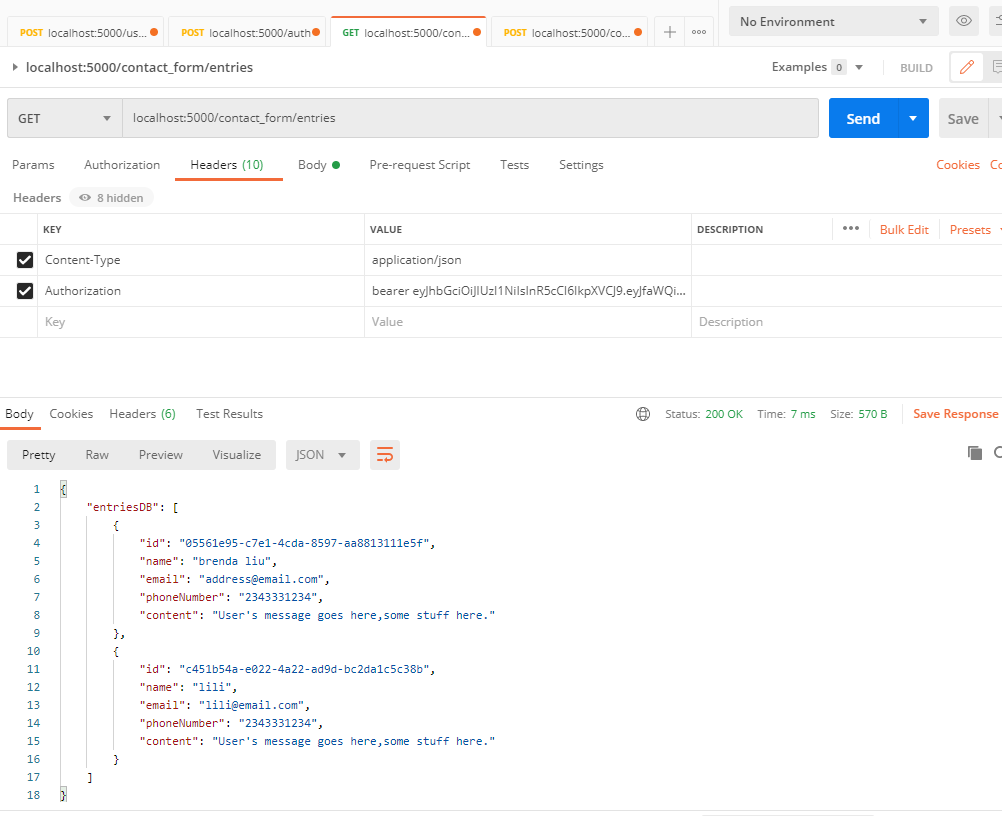 POST localhost:5000/us... POST localhost:5000/auth GET localhost:5000/con... POST localhost:5000/co... No Environment
localhost:5000/contact_form/entries Examples 0 BUILD
GET localhost:5000/contact_form/entries Send Save
Params Authorization Headers (10) Body Pre-request Script Tests Settings Cookies
Headers 8 hidden
KEY VALUE DESCRIPTION ••• Bulk Edit Presets
Content-Type application/json
Authorization bearer eyJhbGciOiJIUzI1NiIsInR5cCI6IkpXVCJ9.eyJfaWQi...
Key Value Description
Body Cookies Headers (6) Test Results Status: 200 OK Time: 7 ms Size: 570 B Save Response
Pretty Raw Preview Visualize JSON
1 {
2 "entriesDB": [
3 {
4 "id": "05561e95-c7e1-4cda-8597-aa8813111e5f",
5 "name": "brenda liu",
6 "email": "address@email.com",
7 "phoneNumber": "2343331234",
8 "content": "User's message goes here,some stuff here."
9 },
10 {
11 "id": "c451b54a-e022-4a22-ad9d-bc2da1c5c38b",
12 "name": "lili",
13 "email": "lili@email.com",
14 "phoneNumber": "2343331234",
15 "content": "User's message goes here,some stuff here."
16 }
17 ]
18 }